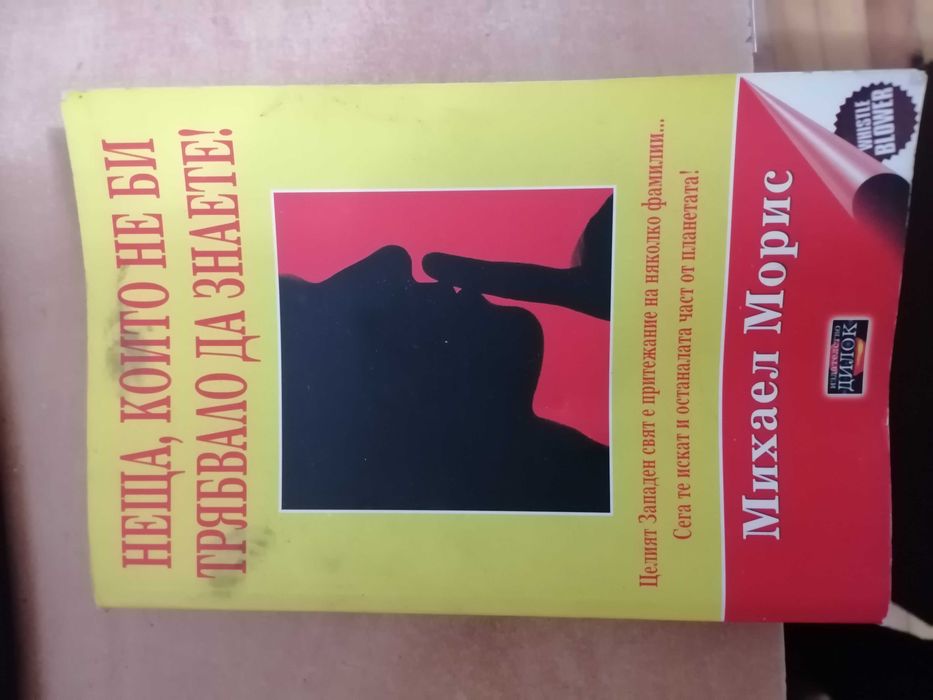 НЕЩА, КОИТО НЕ БИ
ТРЯБВАЛО ДА ЗНАЕТЕ!
Целият Западен свят е притежание на няколко фамилии...
Сега те искат и останалата част от планетата!
Михаел Морис
издателство
ДИЛОК
WHISTLE
BLOWER